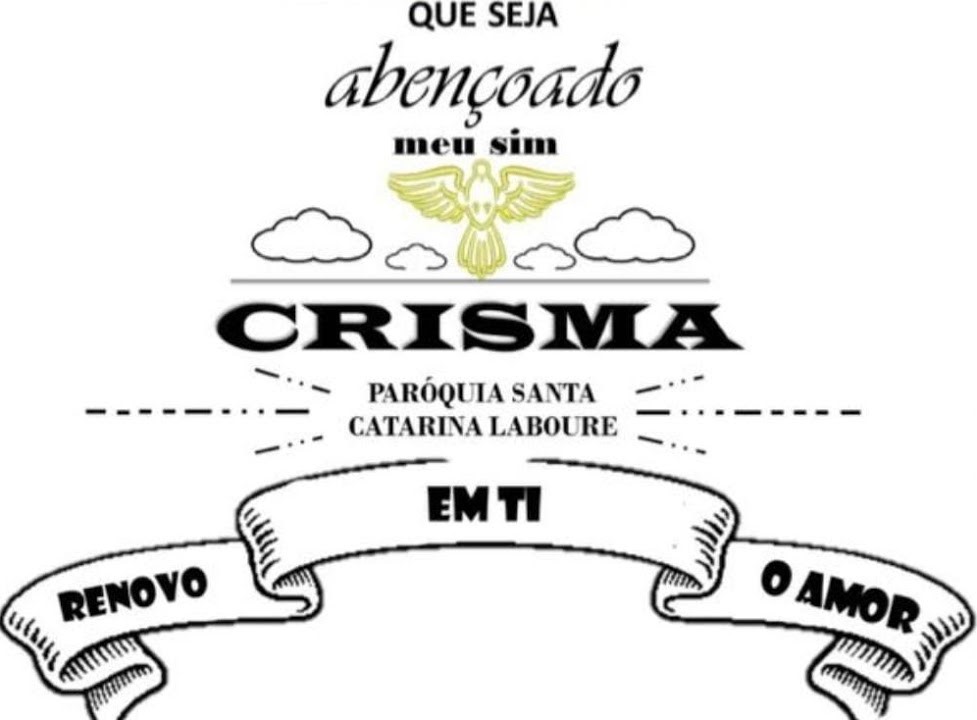 QUE SEJA
abençoado
meu sim
CRISMA
PARÓQUIA SANTA
CATARINA LABOURE
RENOVO
EM TI
O AMOR